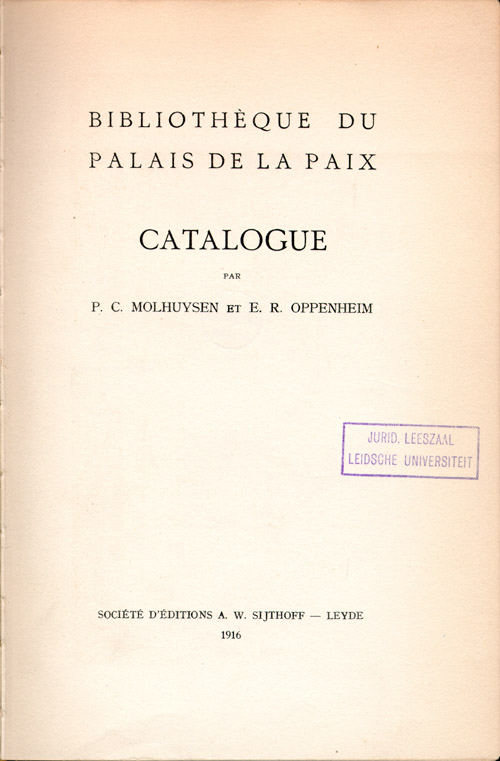 BIBLIOTHÈQUE DU
PALAIS DE LA PAIX
CATALOGUE
PAR
P. C. MOLHUYSEN ET E. R. OPPENHEIM
JURID. LEESZAAL
LEIDSCHE UNIVERSITEIT
SOCIÉTÉ D'ÉDITIONS A. W. SIJTHOFF — LEYDE
1916